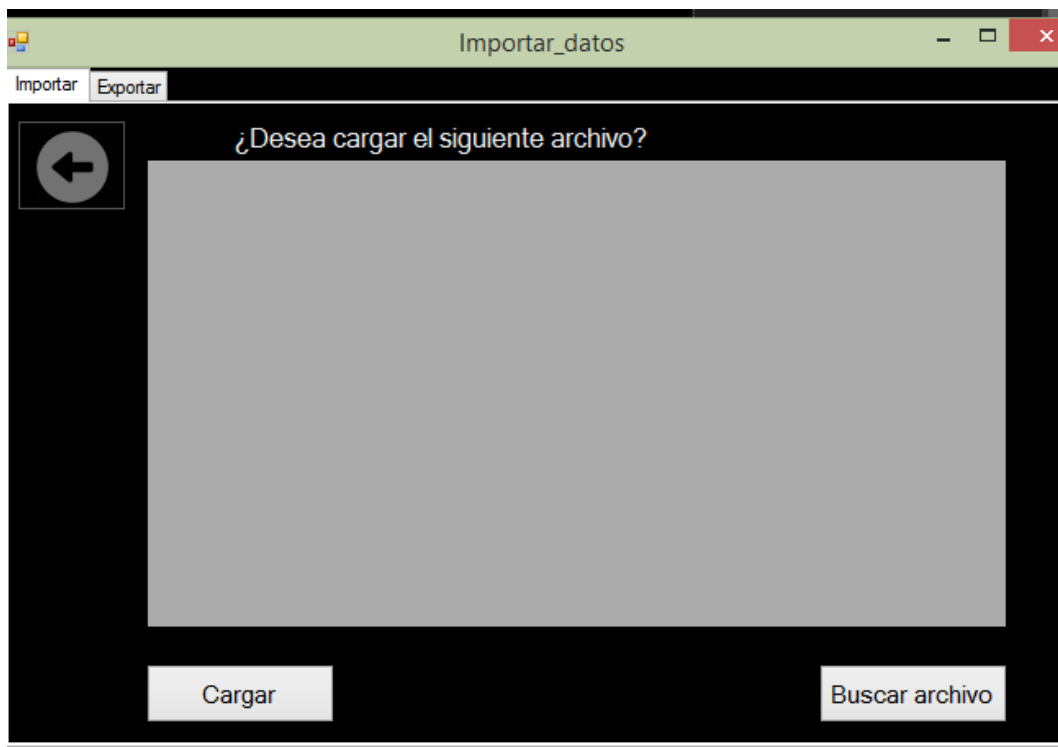 Importar_datos
Importar Exportar
¿Desea cargar el siguiente archivo?
Cargar Buscar archivo